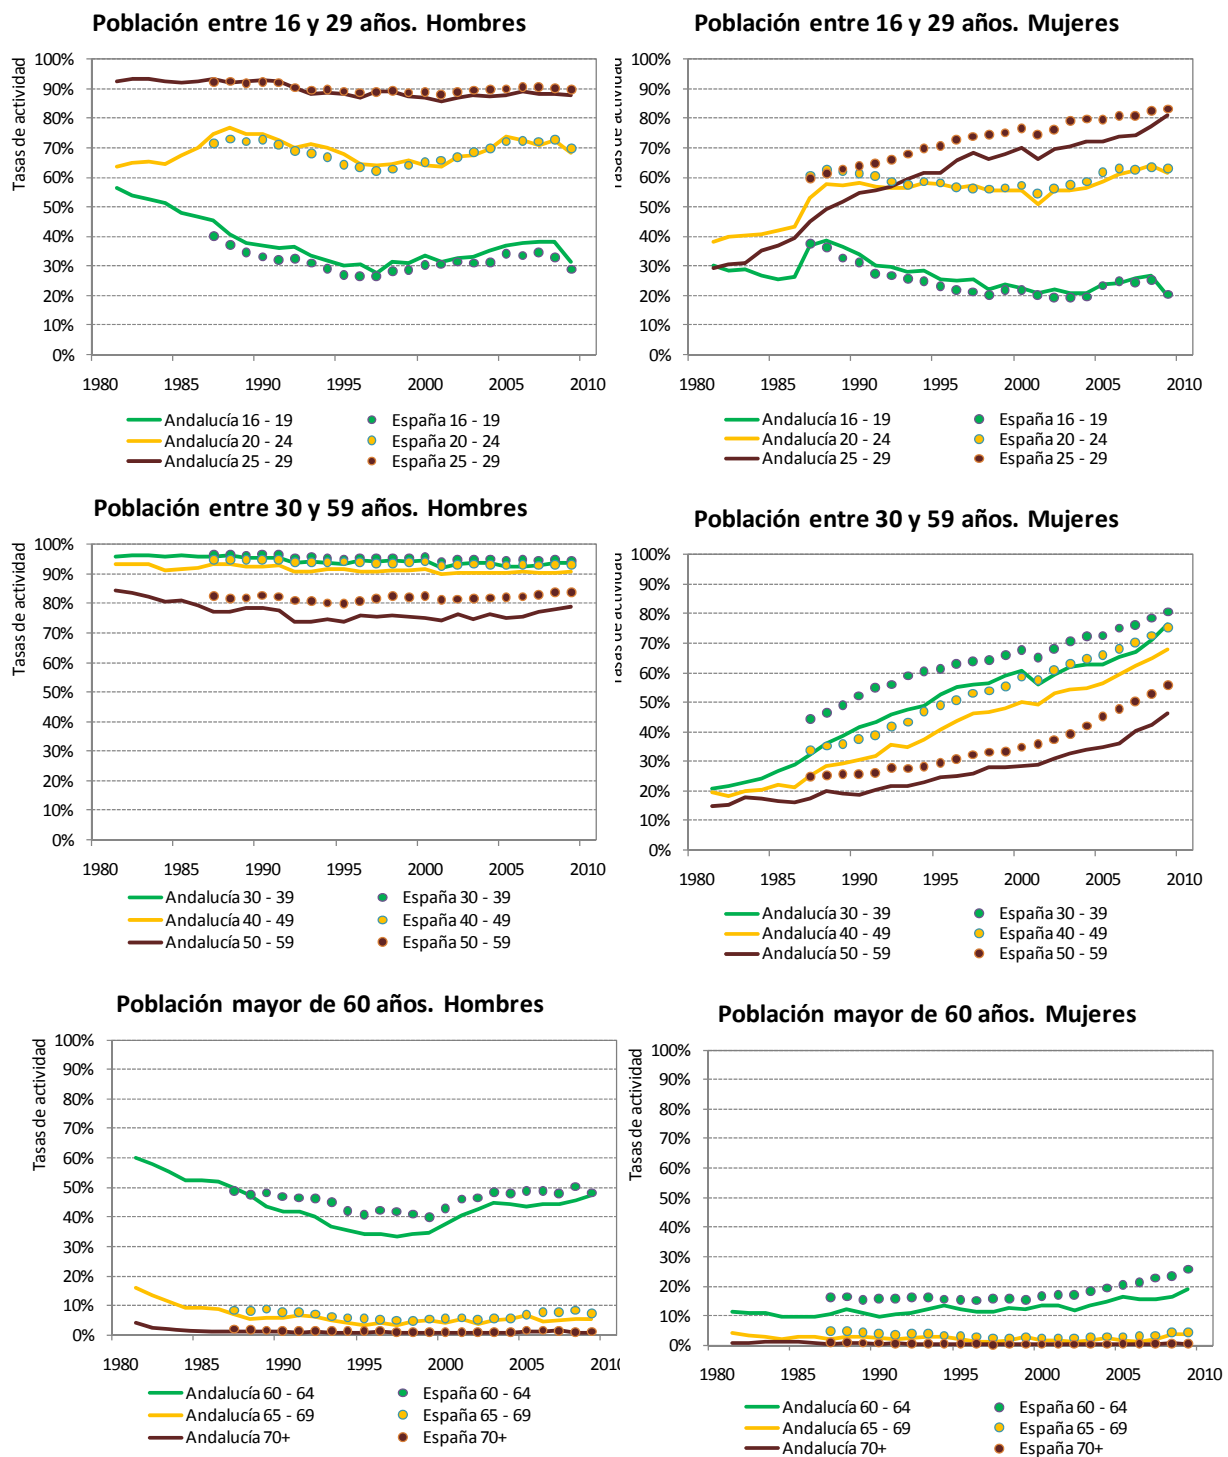 Población entre 16 y 29 años. Hombres
Tasas de actividad
100%
90%
80%
70%
60%
50%
40%
30%
20%
10%
0%
1980 1985 1990 1995 2000 2005 2010
Andalucía 16 - 19 España 16 - 19
Andalucía 20 - 24 España 20 - 24
Andalucía 25 - 29 España 25 - 29
Población entre 16 y 29 años. Mujeres
Tasas de actividad
100%
90%
80%
70%
60%
50%
40%
30%
20%
10%
0%
1980 1985 1990 1995 2000 2005 2010
Andalucía 16 - 19 España 16 - 19
Andalucía 20 - 24 España 20 - 24
Andalucía 25 - 29 España 25 - 29
Población entre 30 y 59 años. Hombres
Tasas de actividad
100%
90%
80%
70%
60%
50%
40%
30%
20%
10%
0%
1980 1985 1990 1995 2000 2005 2010
Andalucía 30 - 39 España 30 - 39
Andalucía 40 - 49 España 40 - 49
Andalucía 50 - 59 España 50 - 59
Población entre 30 y 59 años. Mujeres
Tasas de actividad
100%
90%
80%
70%
60%
50%
40%
30%
20%
10%
0%
1980 1985 1990 1995 2000 2005 2010
Andalucía 30 - 39 España 30 - 39
Andalucía 40 - 49 España 40 - 49
Andalucía 50 - 59 España 50 - 59
Población mayor de 60 años. Hombres
Tasas de actividad
100%
90%
80%
70%
60%
50%
40%
30%
20%
10%
0%
1980 1985 1990 1995 2000 2005 2010
Andalucía 60 - 64 España 60 - 64
Andalucía 65 - 69 España 65 - 69
Andalucía 70+ España 70+
Población mayor de 60 años. Mujeres
Tasas de actividad
100%
90%
80%
70%
60%
50%
40%
30%
20%
10%
0%
1980 1985 1990 1995 2000 2005 2010
Andalucía 60 - 64 España 60 - 64
Andalucía 65 - 69 España 65 - 69
Andalucía 70+ España 70+